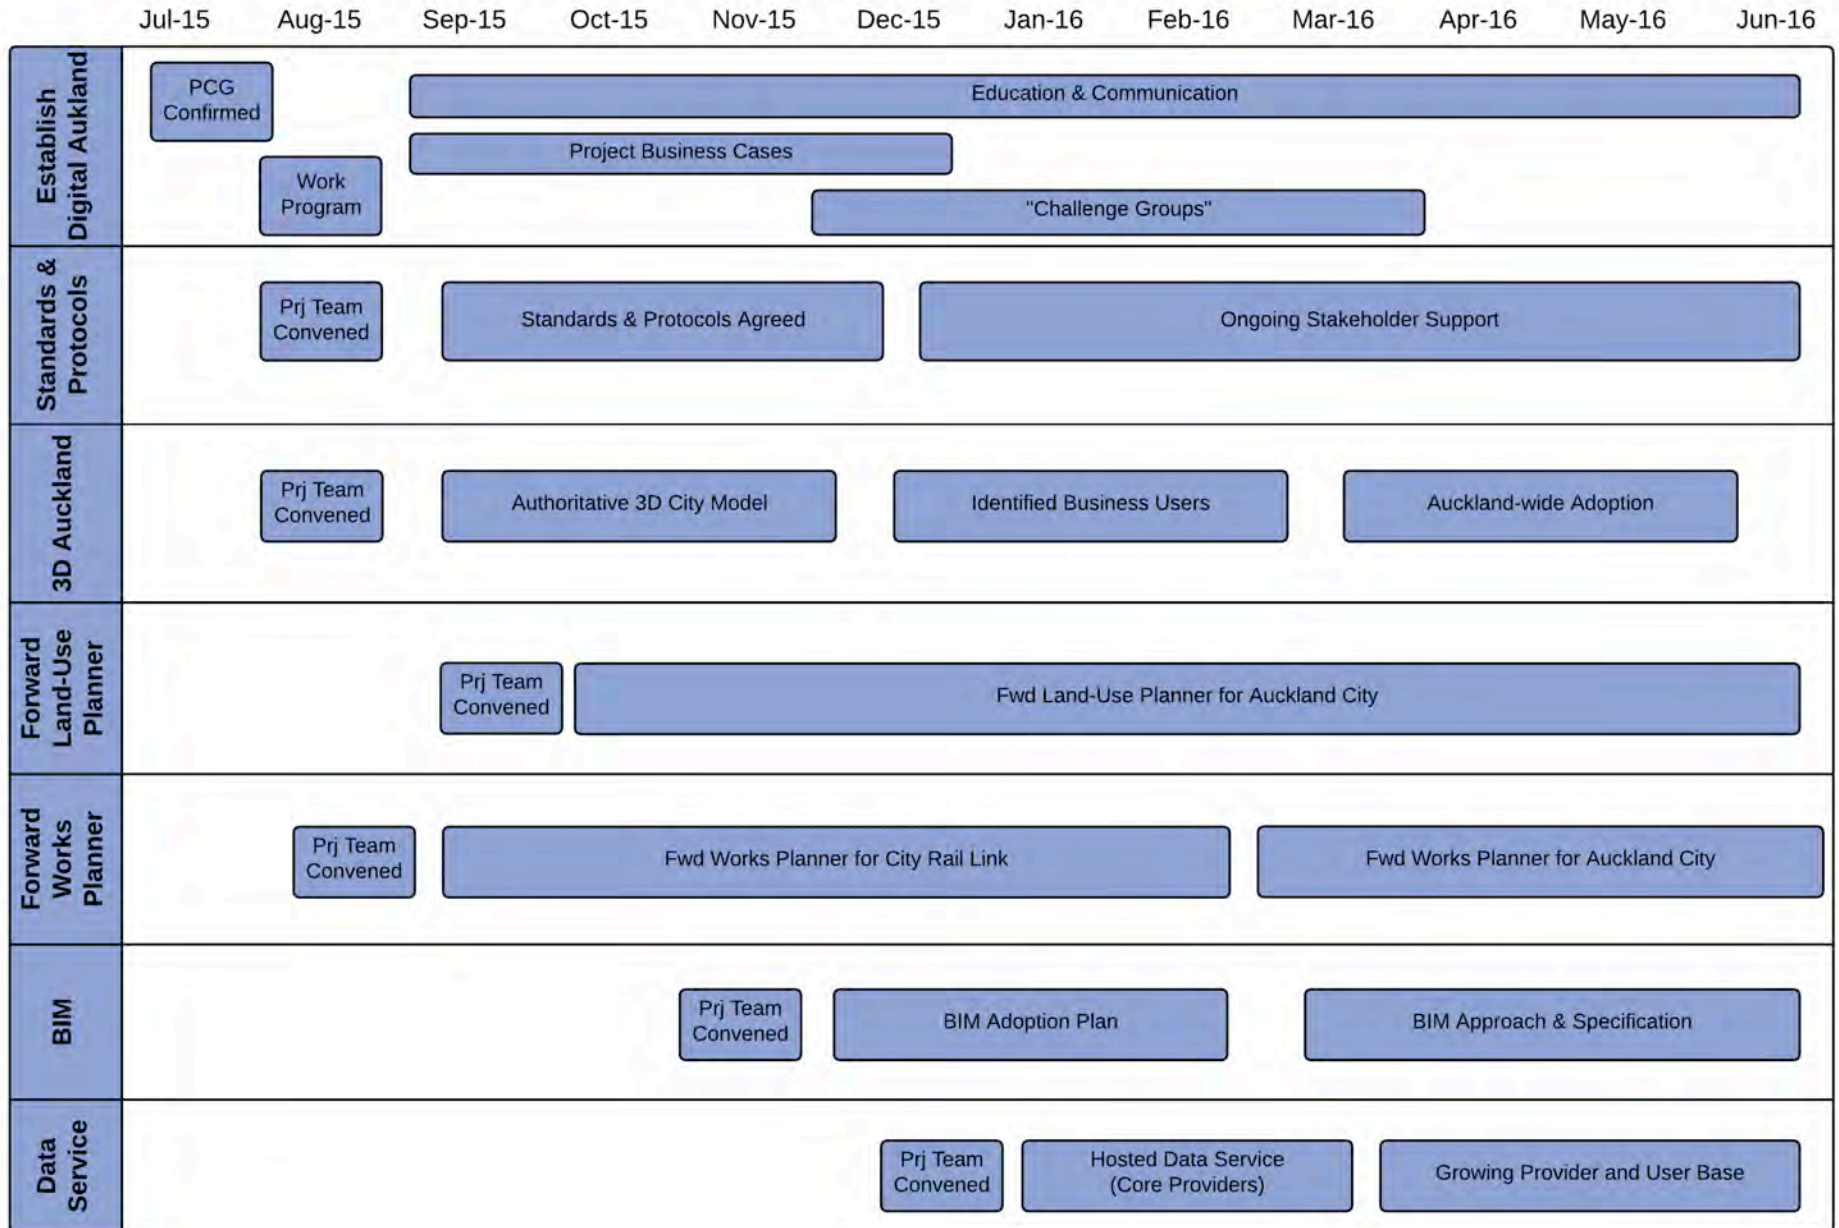 Jul-15 Aug-15 Sep-15 Oct-15 Nov-15 Dec-15 Jan-16 Feb-16 Mar-16 Apr-16 May-16 Jun-16
Establish
Digital Aukland
PCG
Confirmed
Work
Program
Education & Communication
Project Business Cases
"Challenge Groups"
Standards &
Protocols
Prj Team
Convened
Standards & Protocols Agreed
Ongoing Stakeholder Support
3D Auckland
Prj Team
Convened
Authoritative 3D City Model
Identified Business Users
Auckland-wide Adoption
Forward
Land-Use
Planner
Prj Team
Convened
Fwd Land-Use Planner for Auckland City
Forward
Works
Planner
Prj Team
Convened
Fwd Works Planner for City Rail Link
Fwd Works Planner for Auckland City
BIM
Prj Team
Convened
BIM Adoption Plan
BIM Approach & Specification
Data
Service
Prj Team
Convened
Hosted Data Service
(Core Providers)
Growing Provider and User Base